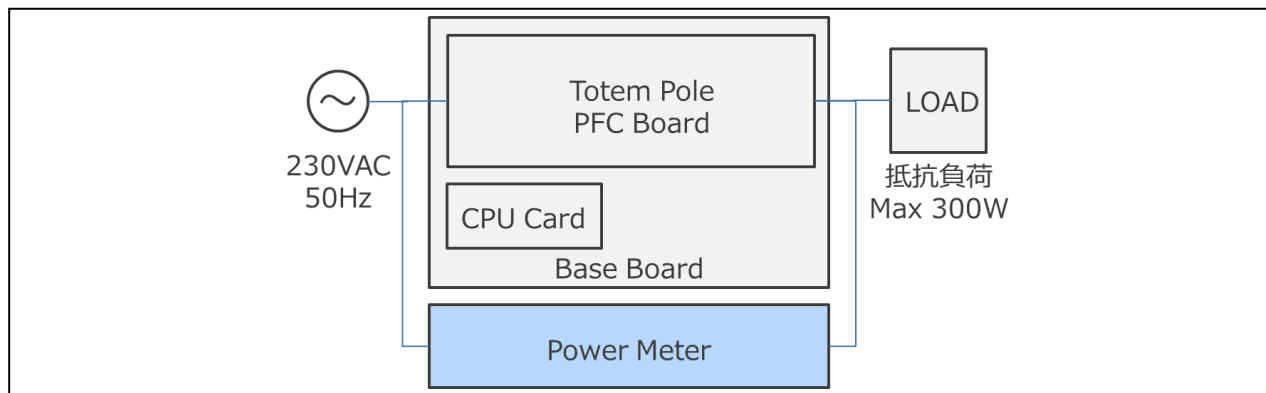 230VAC
50Hz
Totem Pole
PFC Board
CPU Card
Base Board
Power Meter
LOAD
抵抗負荷
Max 300W